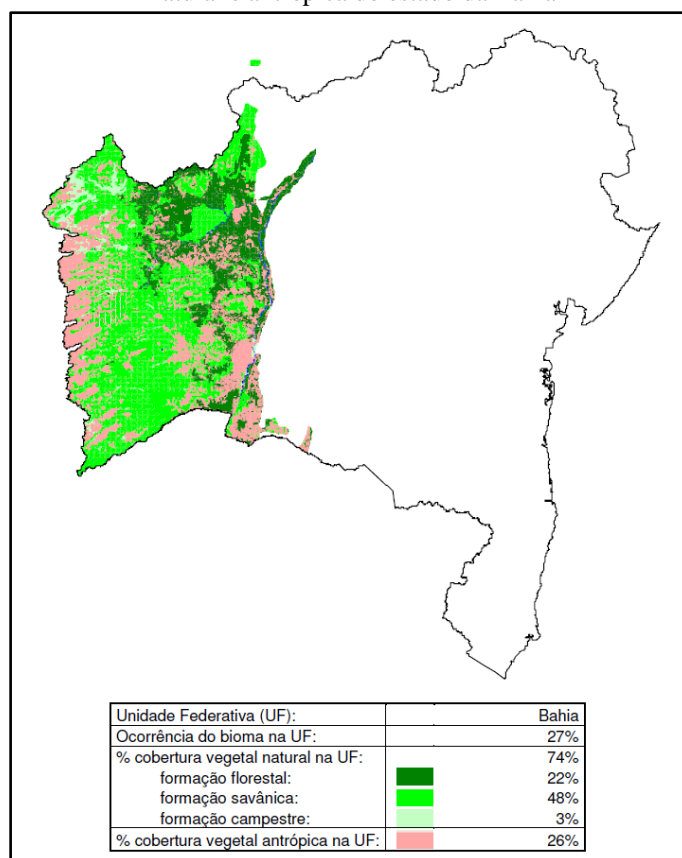 Unidade Federativa (UF): Bahia
Ocorrência do bioma na UF: 27%
% cobertura vegetal natural na UF: 74%
formação florestal: 22%
formação savânica: 48%
formação campestre: 3%
% cobertura vegetal antrópica na UF: 26%